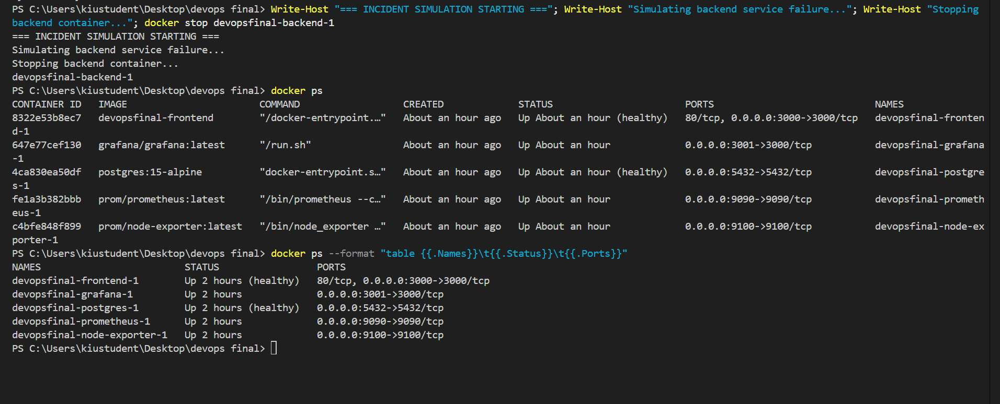 PS C:\Users\kiustudent\Desktop\devops final> Write-Host "=== INCIDENT SIMULATION STARTING ==="; Write-Host "Simulating backend service failure..."; Write-Host "Stopping
backend container..."; docker stop devopsfinal-backend-1
=== INCIDENT SIMULATION STARTING ===
Simulating backend service failure...
Stopping backend container...
devopsfinal-backend-1
PS C:\Users\kiustudent\Desktop\devops final> docker ps
CONTAINER ID   IMAGE                       COMMAND                  CREATED             STATUS                       PORTS                            NAMES
8322e53b8ec7   devopsfinal-frontend        "/docker-entrypoint.…"   About an hour ago   Up About an hour (healthy)   80/tcp, 0.0.0.0:3000->3000/tcp   devopsfinal-fronten
d-1
647e77cef130   grafana/grafana:latest      "/run.sh"                About an hour ago   Up About an hour             0.0.0.0:3001->3000/tcp           devopsfinal-grafana
-1
4ca830ea50df   postgres:15-alpine          "docker-entrypoint.s…"   About an hour ago   Up About an hour (healthy)   0.0.0.0:5432->5432/tcp           devopsfinal-postgre
s-1
fe1a3b382bbb   prom/prometheus:latest      "/bin/prometheus --c…"   About an hour ago   Up About an hour             0.0.0.0:9090->9090/tcp           devopsfinal-prometh
eus-1
c4bfe848f899   prom/node-exporter:latest   "/bin/node_exporter …"   About an hour ago   Up About an hour             0.0.0.0:9100->9100/tcp           devopsfinal-node-ex
porter-1
PS C:\Users\kiustudent\Desktop\devops final> docker ps --format "table {{.Names}}\t{{.Status}}\t{{.Ports}}"
NAMES                         STATUS                 PORTS
devopsfinal-frontend-1        Up 2 hours (healthy)   80/tcp, 0.0.0.0:3000->3000/tcp
devopsfinal-grafana-1         Up 2 hours             0.0.0.0:3001->3000/tcp
devopsfinal-postgres-1        Up 2 hours (healthy)   0.0.0.0:5432->5432/tcp
devopsfinal-prometheus-1      Up 2 hours             0.0.0.0:9090->9090/tcp
devopsfinal-node-exporter-1   Up 2 hours             0.0.0.0:9100->9100/tcp
PS C:\Users\kiustudent\Desktop\devops final>